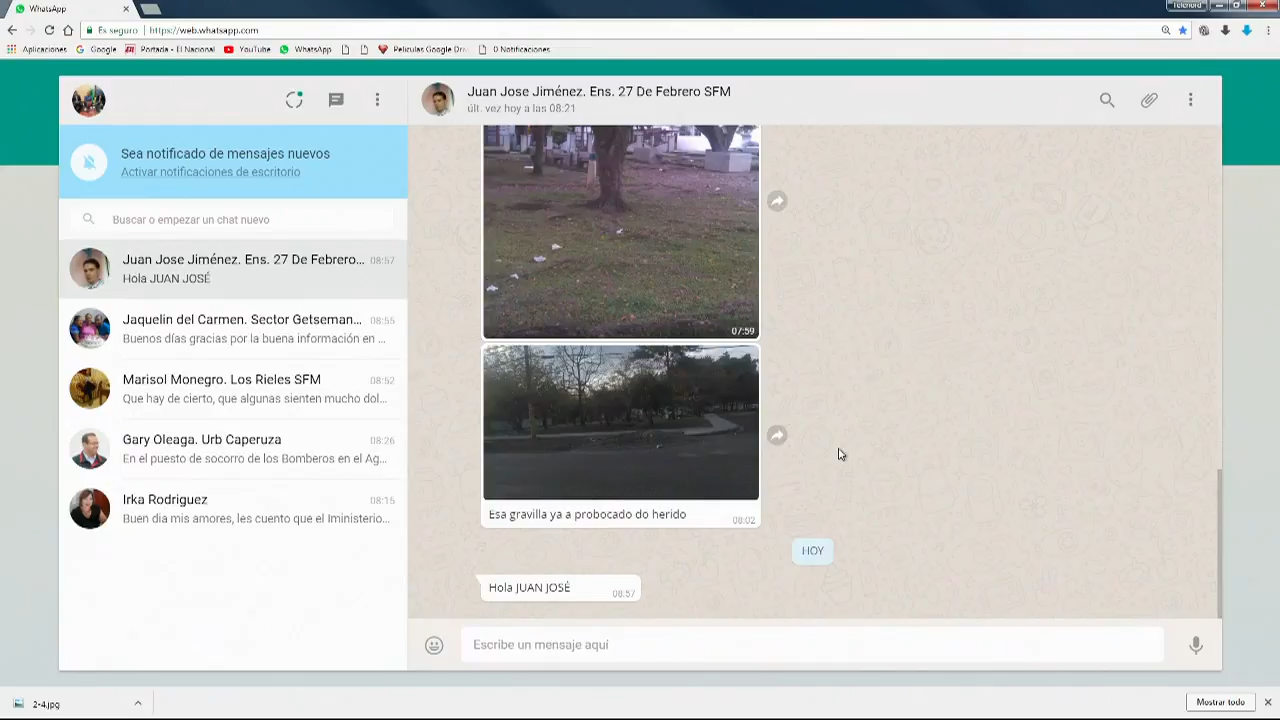 WhatsApp
Telenord
Es seguro | https://web.whatsapp.com
Aplicaciones Google Portada - El Nacional YouTube WhatsApp Peliculas Google Dri 0 Notificaciones
Juan Jose Jiménez. Ens. 27 De Febrero SFM
últ. vez hoy a las 08:21
Sea notificado de mensajes nuevos
Activar notificaciones de escritorio
Buscar o empezar un chat nuevo
Juan Jose Jiménez. Ens. 27 De Febrero... 08:57
Hola JUAN JOSÉ
Jaquelin del Carmen. Sector Getseman... 08:55
Buenos días gracias por la buena información en ...
Marisol Monegro. Los Rieles SFM 08:52
Que hay de cierto, que algunas sienten mucho dol...
Gary Oleaga. Urb Caperuza 08:26
En el puesto de socorro de los Bomberos en el Ag...
Irka Rodriguez 08:15
Buen dia mis amores, les cuento que el Iministerio...
07:59
Esa gravilla ya a probocado do herido 08:02
HOY
Hola JUAN JOSÉ 08:57
Escribe un mensaje aquí
2-4.jpg
Mostrar todo